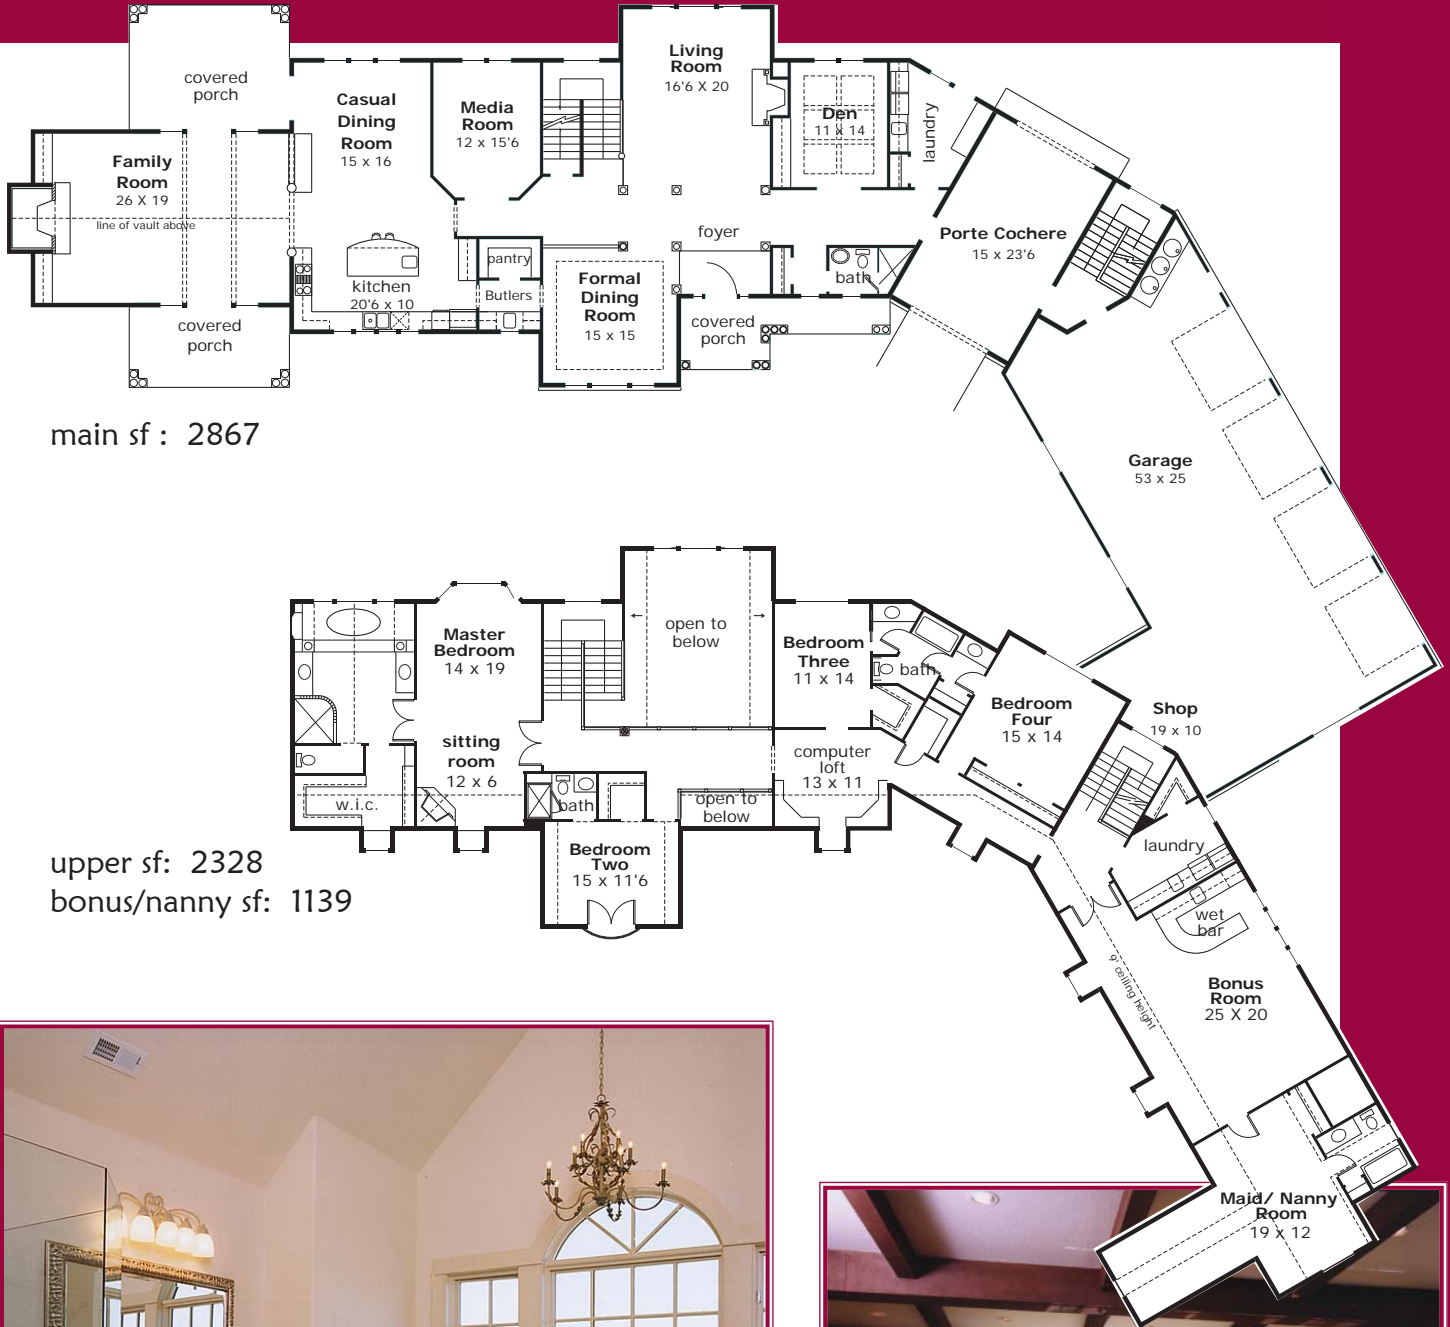 covered
porch
Casual
Dining
Room
15 x 16
Media
Room
12 x 15'6
Living
Room
16'6 X 20
Den
11 x 14
laundry
Family
Room
26 X 19
line of vault above
foyer
Porte Cochere
15 x 23'6
pantry
kitchen
20'6 x 10
Butlers
Formal
Dining
Room
15 x 15
bath
covered
porch
covered
porch
main sf : 2867
Garage
53 x 25
Shop
19 x 10
Master
Bedroom
14 x 19
open to
below
Bedroom
Three
11 x 14
bath
Bedroom
Four
15 x 14
sitting
room
12 x 6
computer
loft
13 x 11
w.i.c.
bath
open to
below
laundry
upper sf: 2328
bonus/nanny sf: 1139
Bedroom
Two
15 x 11'6
wet
bar
9' ceiling height
Bonus
Room
25 X 20
Maid/ Nanny
Room
19 x 12